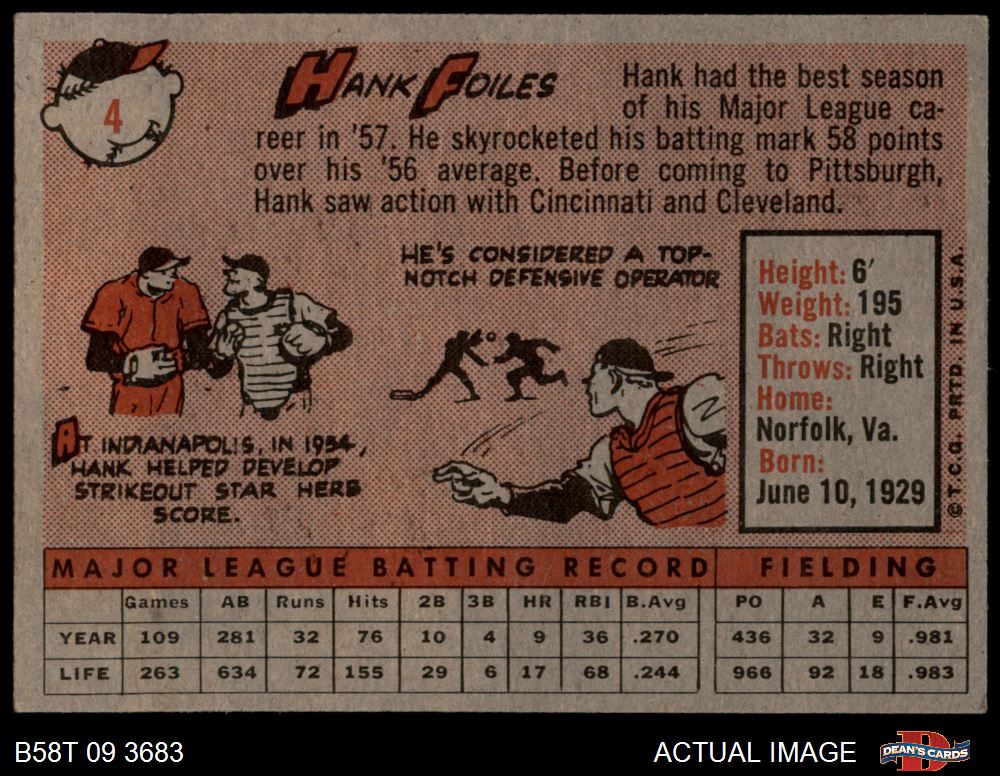 4
HANK FOILES
Hank had the best season
of his Major League ca-
reer in '57. He skyrocketed his batting mark 58 points
over his '56 average. Before coming to Pittsburgh,
Hank saw action with Cincinnati and Cleveland.
HE'S CONSIDERED A TOP-
NOTCH DEFENSIVE OPERATOR
AT INDIANAPOLIS, IN 1954,
HANK HELPED DEVELOP
STRIKEOUT STAR HERB
SCORE.
Height: 6'
Weight: 195
Bats: Right
Throws: Right
Home:
Norfolk, Va.
Born:
June 10, 1929
© T.C.G. PRTD. IN U.S.A.
MAJOR LEAGUE BATTING RECORD FIELDING
Games AB Runs Hits 2B 3B HR RBI B.Avg PO A E F.Avg
YEAR 109 281 32 76 10 4 9 36 .270 436 32 9 .981
LIFE 263 634 72 155 29 6 17 68 .244 966 92 18 .983
B58T 09 3683
ACTUAL IMAGE
D
DEAN'S CARDS